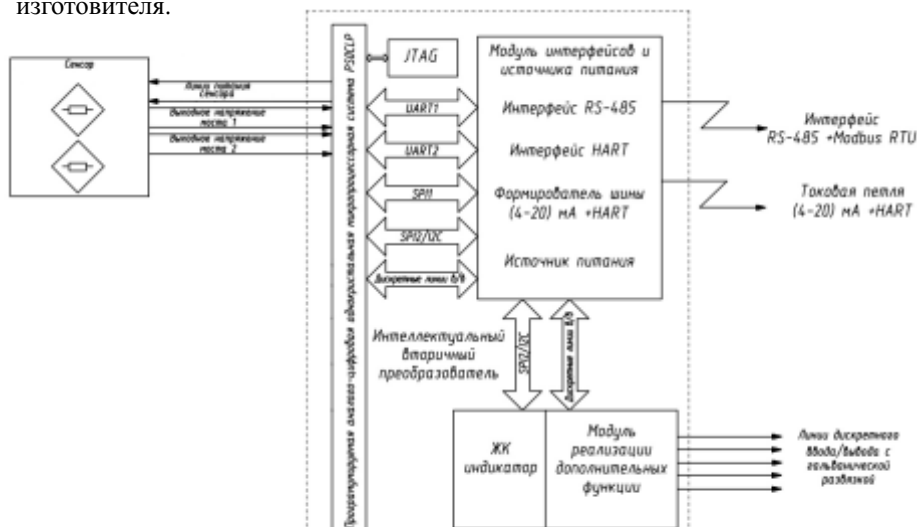 изготовителя.
Сенсор
Линии питания
сенсора
Выходное напряжение
моста 1
Выходное напряжение
моста 2
Программируемая аналого-цифровая однокристальная микропроцессорная система PSOCLP
JTAG
UART1
UART2
SPI1
SPI2/I2C
Дискретные линии В/В
Модуль интерфейсов и
источника питания
Интерфейс RS-485
Интерфейс HART
Формирователь шины
(4-20) мА +HART
Источник питания
Интерфейс
RS-485 +Modbus RTU
Токовая петля
(4-20) мА +HART
Интеллектуальный
вторичный
преобразователь
SPI2/I2C
Дискретные линии В/В
ЖК
индикатор
Модуль
реализации
дополнительных
функции
Линии дискретного
ввода/вывода с
гальванической
развязкой